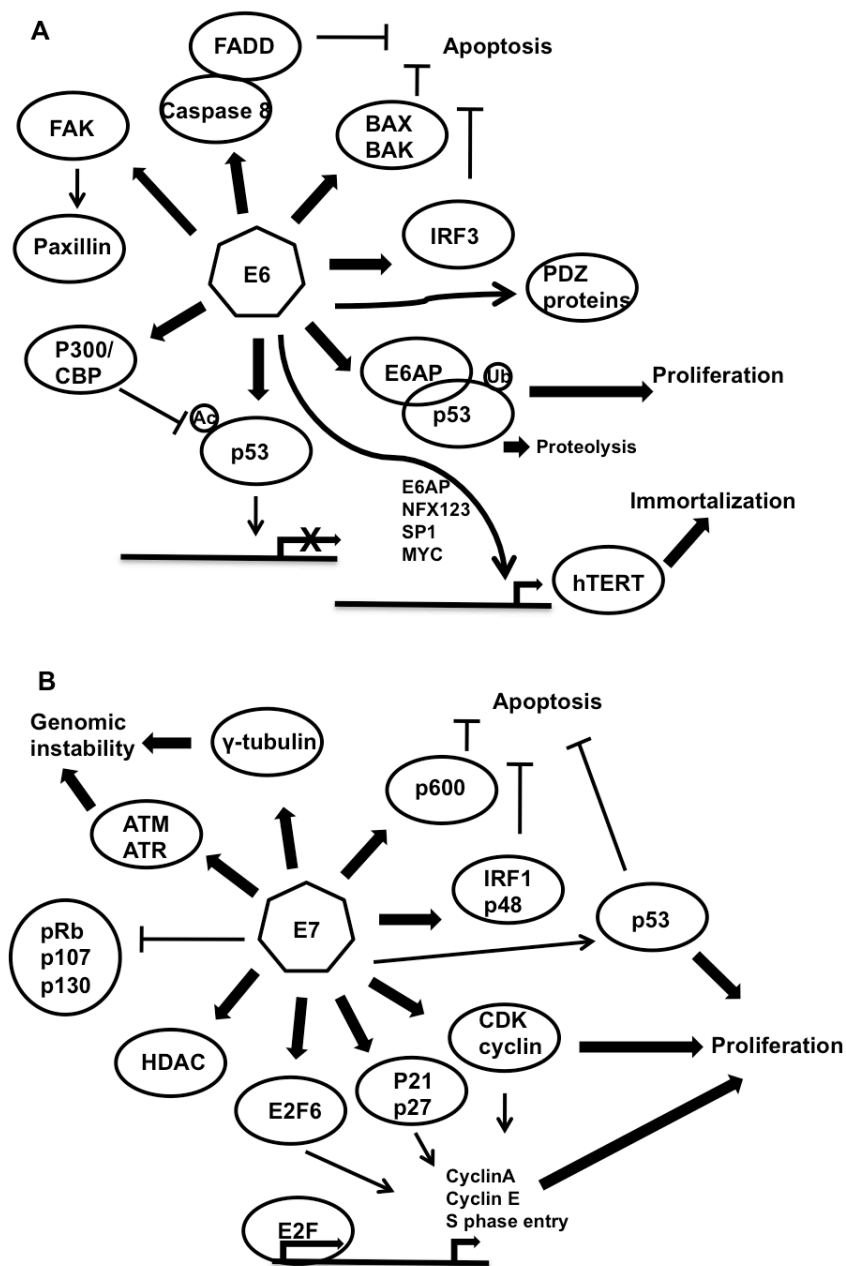 A
FADD
Apoptosis
Caspase 8
FAK
BAX
BAK
Paxillin
IRF3
E6
PDZ
proteins
P300/
CBP
E6AP
Ub
p53
Proliferation
Ac
p53
Proteolysis
E6AP
NFX123
SP1
MYC
Immortalization
X
hTERT
B
Apoptosis
Genomic
instability
γ-tubulin
p600
ATM
ATR
IRF1
p48
p53
E7
pRb
p107
p130
CDK
cyclin
Proliferation
HDAC
P21
p27
E2F6
CyclinA
Cyclin E
S phase entry
E2F